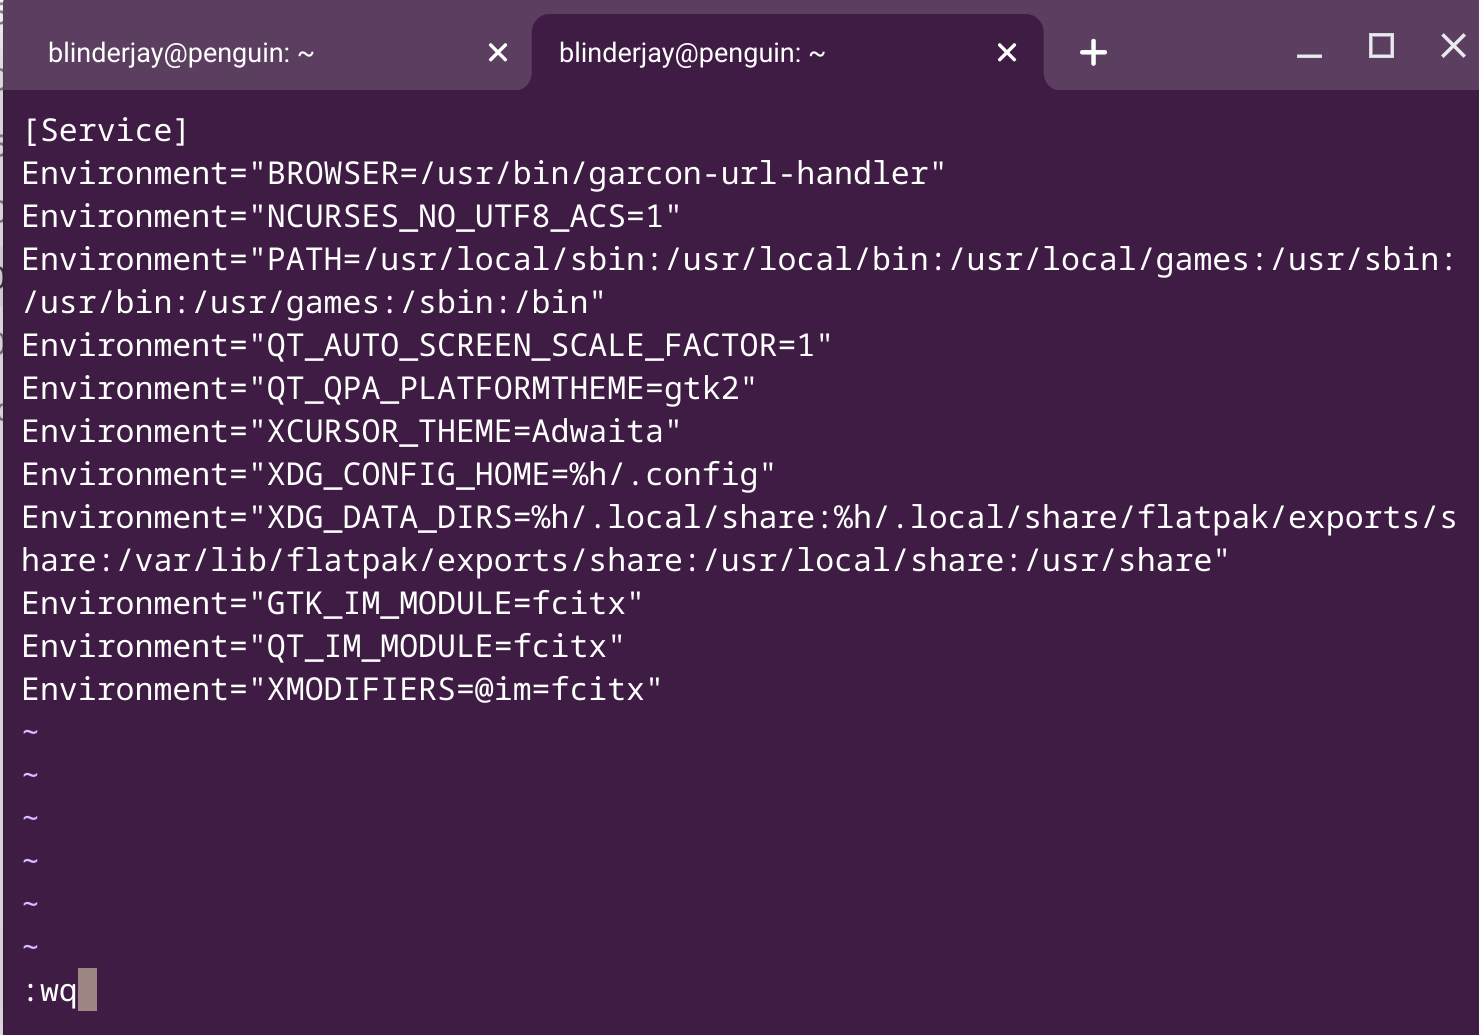 blinderjay@penguin: ~ blinderjay@penguin: ~
[Service]
Environment="BROWSER=/usr/bin/garcon-url-handler"
Environment="NCURSES_NO_UTF8_ACS=1"
Environment="PATH=/usr/local/sbin:/usr/local/bin:/usr/local/games:/usr/sbin:
/usr/bin:/usr/games:/sbin:/bin"
Environment="QT_AUTO_SCREEN_SCALE_FACTOR=1"
Environment="QT_QPA_PLATFORMTHEME=gtk2"
Environment="XCURSOR_THEME=Adwaita"
Environment="XDG_CONFIG_HOME=%h/.config"
Environment="XDG_DATA_DIRS=%h/.local/share:%h/.local/share/flatpak/exports/s
hare:/var/lib/flatpak/exports/share:/usr/local/share:/usr/share"
Environment="GTK_IM_MODULE=fcitx"
Environment="QT_IM_MODULE=fcitx"
Environment="XMODIFIERS=@im=fcitx"
~
~
~
~
~
~
:wq